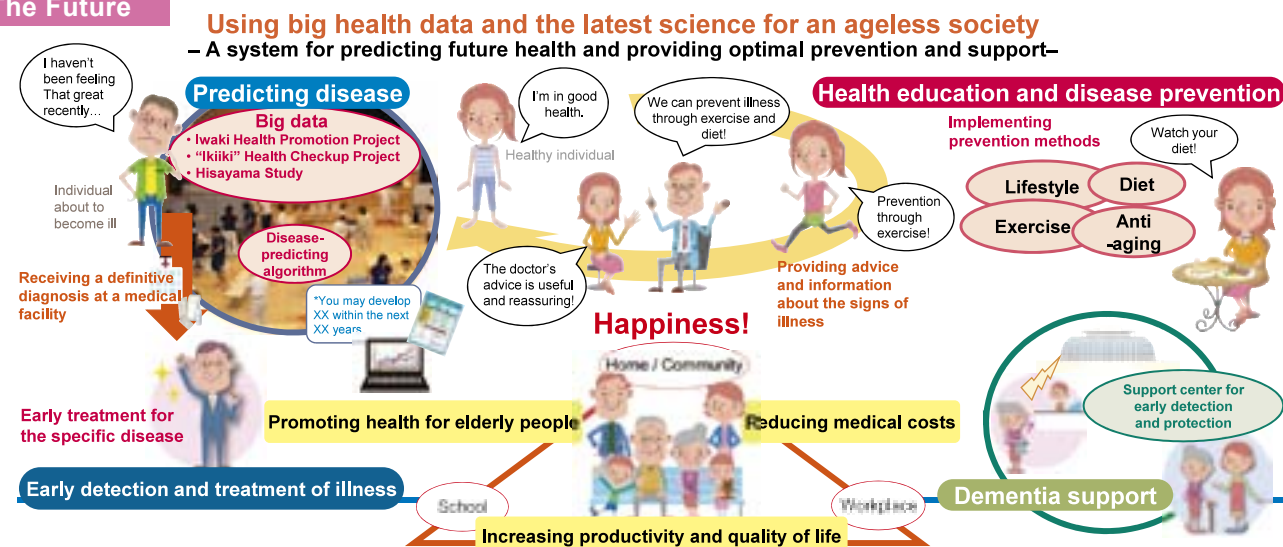 The Future
Using big health data and the latest science for an ageless society
– A system for predicting future health and providing optimal prevention and support–
I haven't
been feeling
That great
recently…
Individual
about to
become ill
Predicting disease
Big data
• Iwaki Health Promotion Project
• “Ikiiki” Health Checkup Project
• Hisayama Study
Disease-
predicting
algorithm
*You may develop
XX within the next
XX years
Receiving a definitive
diagnosis at a medical
facility
Early treatment for
the specific disease
Early detection and treatment of illness
I'm in good
health.
Healthy individual
We can prevent illness
through exercise and
diet!
The doctor's
advice is useful
and reassuring!
Prevention
through
exercise!
Providing advice
and information
about the signs of
illness
Health education and disease prevention
Implementing
prevention methods
Watch your
diet!
Lifestyle
Diet
Exercise
Anti
-aging
Happiness!
Home / Community
Promoting health for elderly people
Reducing medical costs
School
Workplace
Increasing productivity and quality of life
Support center for
early detection
and protection
Dementia support